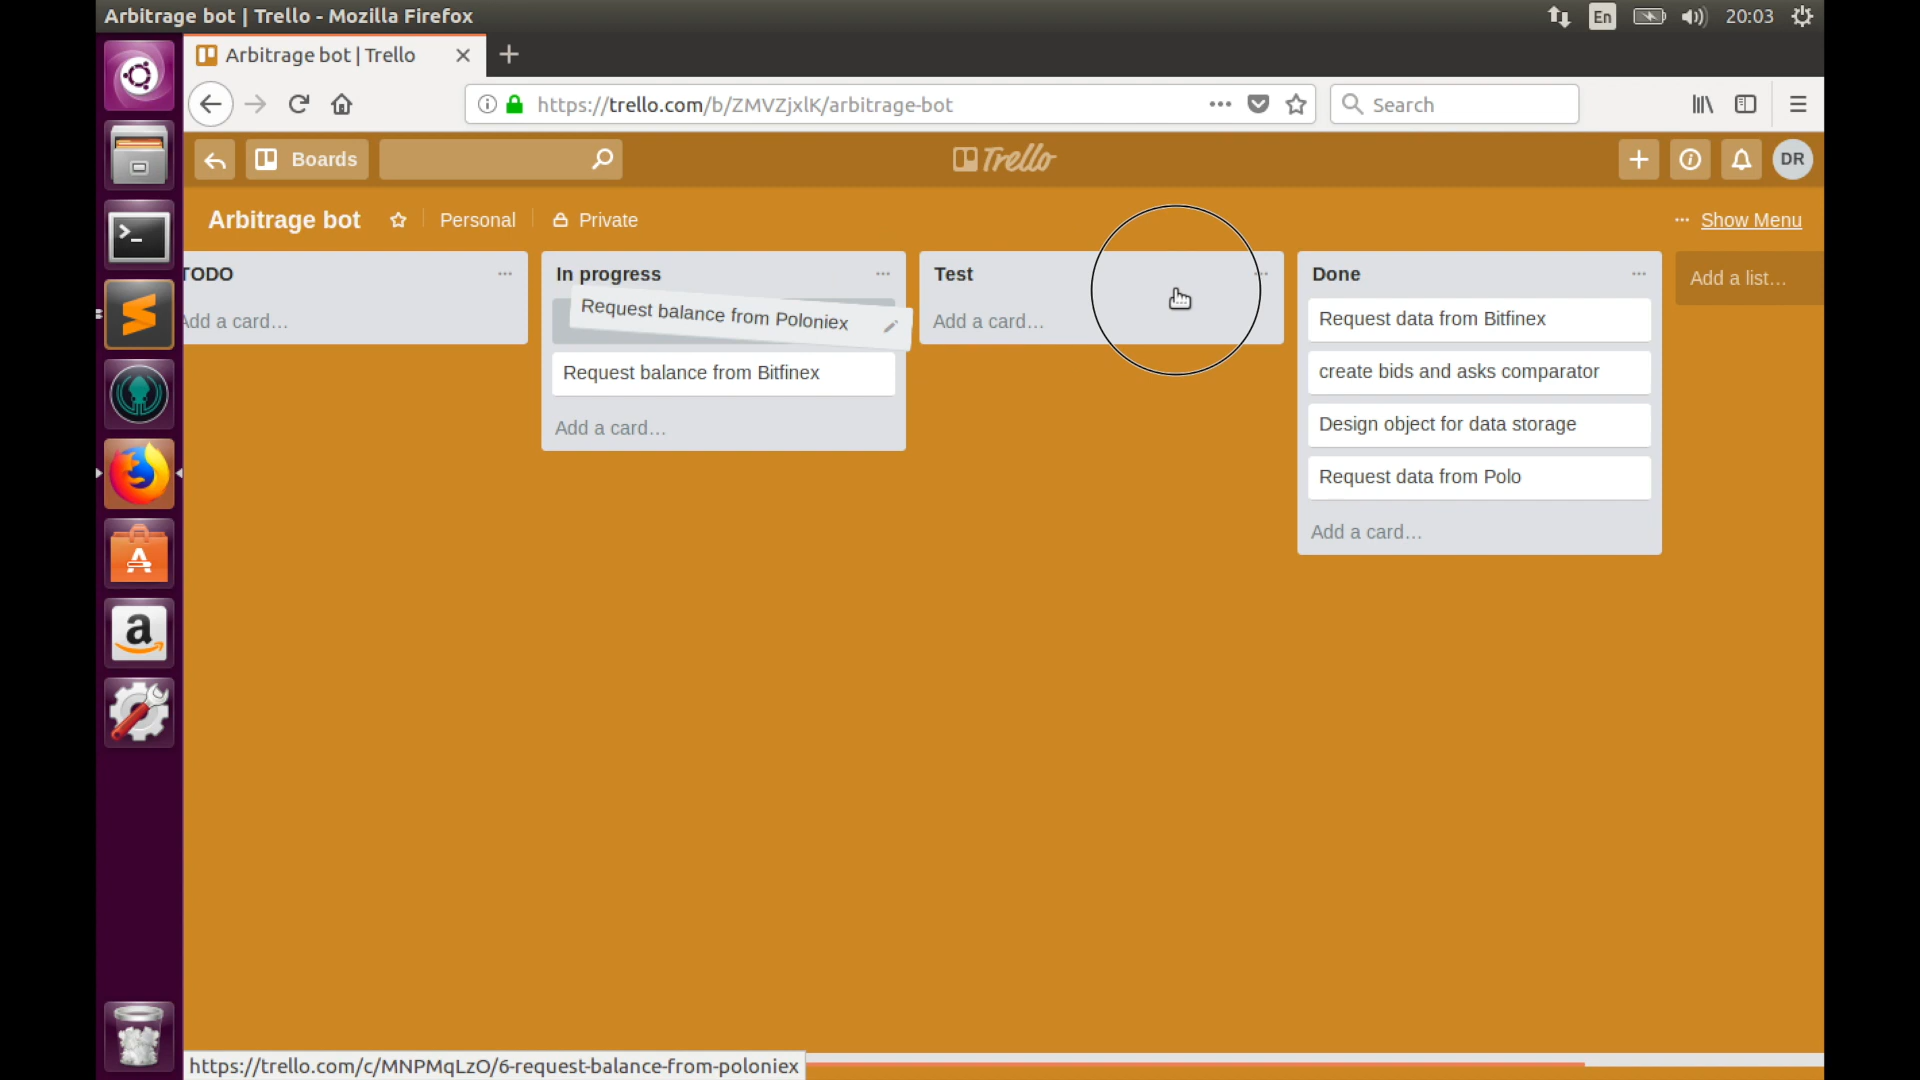 Arbitrage bot | Trello - Mozilla Firefox
En
20:03
Arbitrage bot | Trello
https://trello.com/b/ZMVZjxlK/arbitrage-bot
Search
Boards
Trello
DR
Arbitrage bot
Personal
Private
Show Menu
TODO
Add a card…
In progress
Request balance from Poloniex
Request balance from Bitfinex
Add a card…
Test
Add a card…
Done
Request data from Bitfinex
create bids and asks comparator
Design object for data storage
Request data from Polo
Add a card…
Add a list…
https://trello.com/c/MNPMqLzO/6-request-balance-from-poloniex